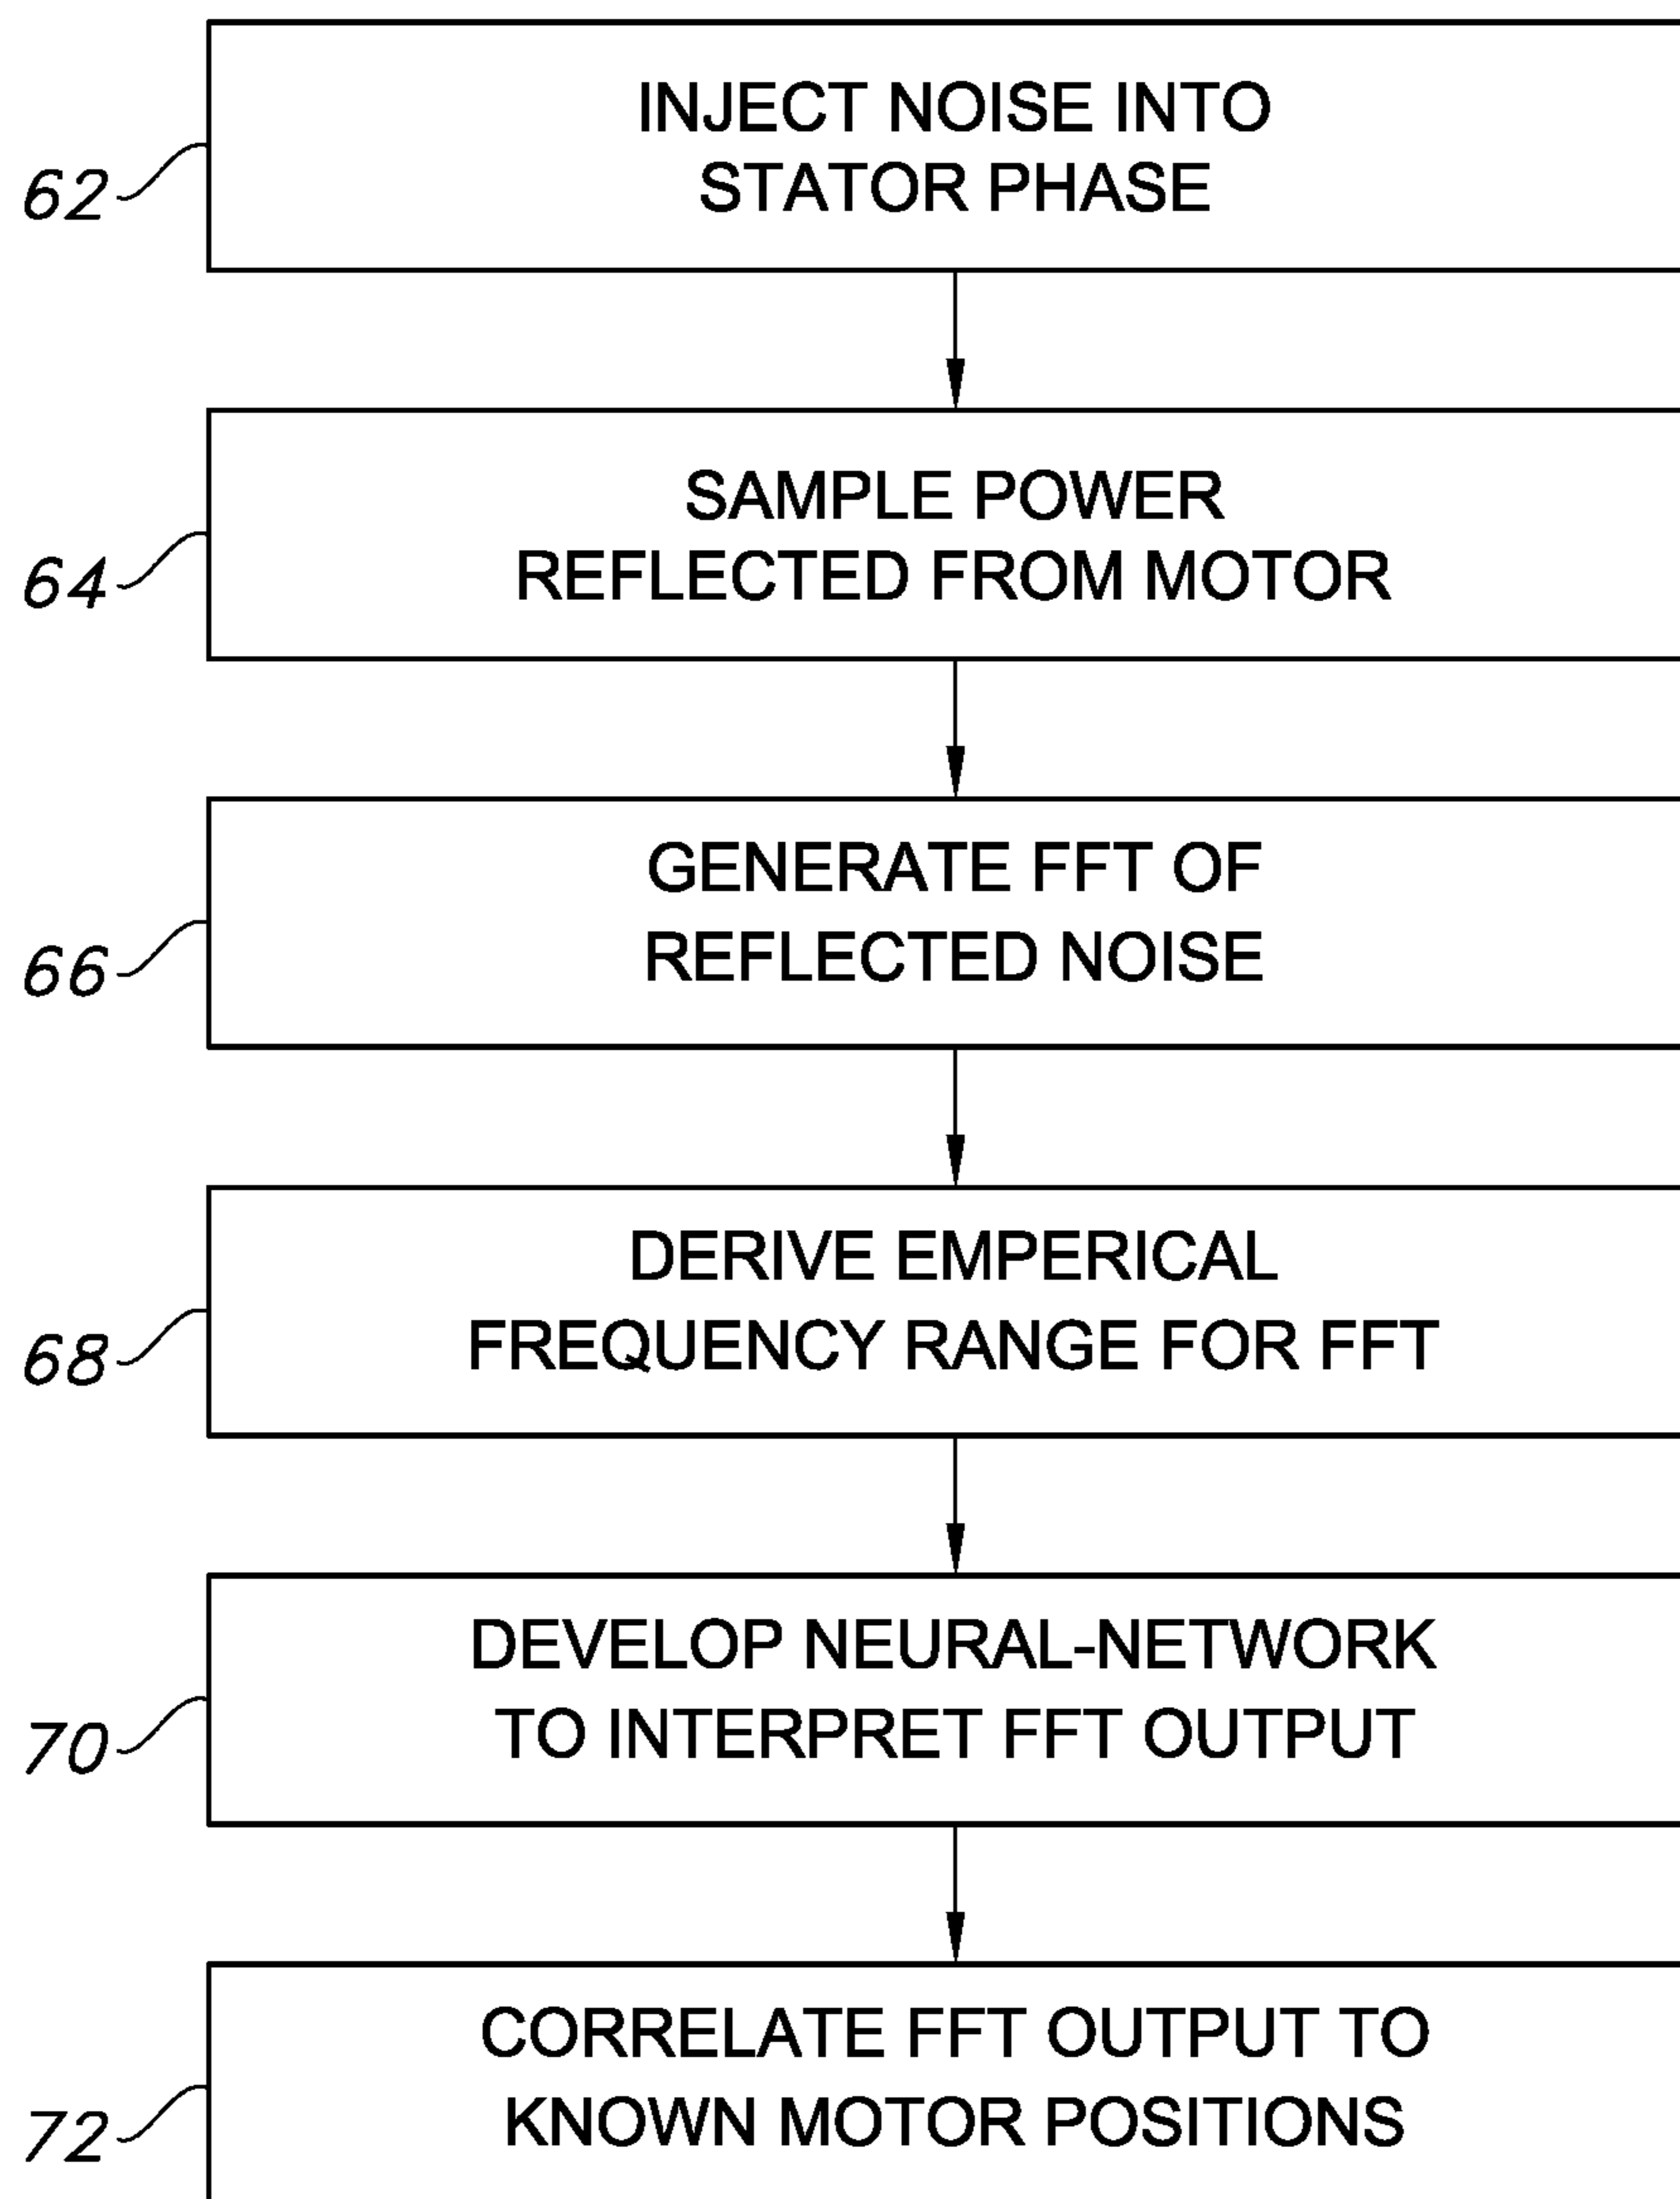 INJECT NOISE INTO
STATOR PHASE
62
SAMPLE POWER
REFLECTED FROM MOTOR
64
GENERATE FFT OF
REFLECTED NOISE
66
DERIVE EMPERICAL
FREQUENCY RANGE FOR FFT
68
DEVELOP NEURAL-NETWORK
TO INTERPRET FFT OUTPUT
70
CORRELATE FFT OUTPUT TO
KNOWN MOTOR POSITIONS
72